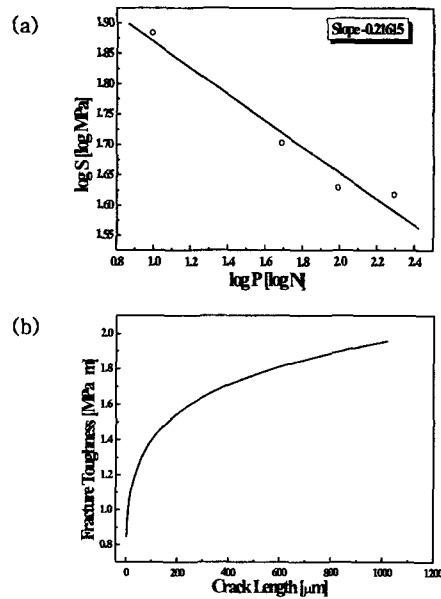 (a)
Slope -0.21615
log S [log MPa]
1.90
1.85
1.80
1.75
1.70
1.65
1.60
1.55
0.8 1.0 1.2 1.4 1.6 1.8 2.0 2.2 2.4
log P [log N]
(b)
Fracture Toughness [MPa m]
2.0
1.8
1.6
1.4
1.2
1.0
0.8
0 200 400 600 800 1000 1200
Crack Length [μm]